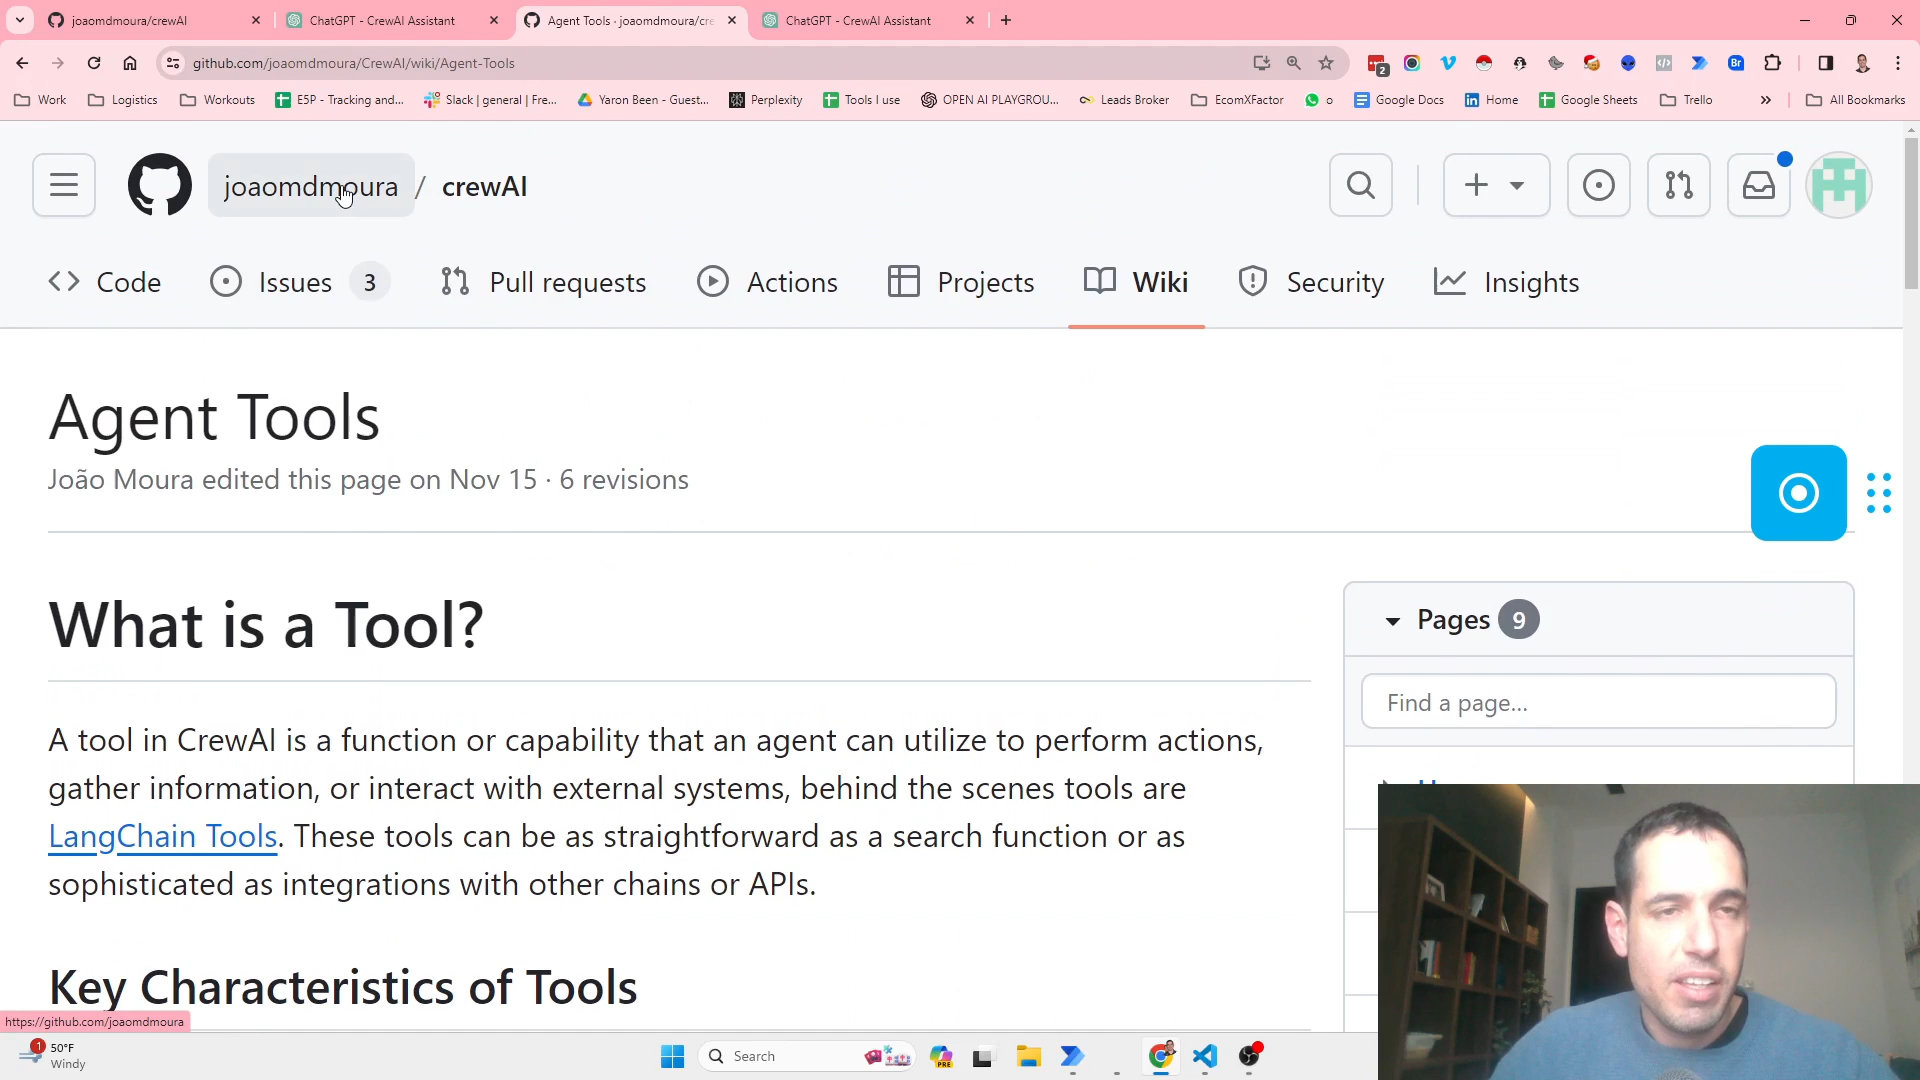 joaomdmoura/crewAI
ChatGPT - CrewAI Assistant
Agent Tools · joaomdmoura/cre
ChatGPT - CrewAI Assistant
github.com/joaomdmoura/CrewAI/wiki/Agent-Tools
2
Br
Work
Logistics
Workouts
E5P - Tracking and...
Slack | general | Fre...
Yaron Been - Guest...
Perplexity
Tools I use
OPEN AI PLAYGROU...
Leads Broker
EcomXFactor
o
Google Docs
Home
Google Sheets
Trello
All Bookmarks
joaomdmoura / crewAI
Code
Issues 3
Pull requests
Actions
Projects
Wiki
Security
Insights
Agent Tools
João Moura edited this page on Nov 15 · 6 revisions
What is a Tool?
Pages 9
Find a page...
A tool in CrewAI is a function or capability that an agent can utilize to perform actions,
gather information, or interact with external systems, behind the scenes tools are
LangChain Tools. These tools can be as straightforward as a search function or as
sophisticated as integrations with other chains or APIs.
Key Characteristics of Tools
https://github.com/joaomdmoura
1
50°F
Windy
Search
PRE